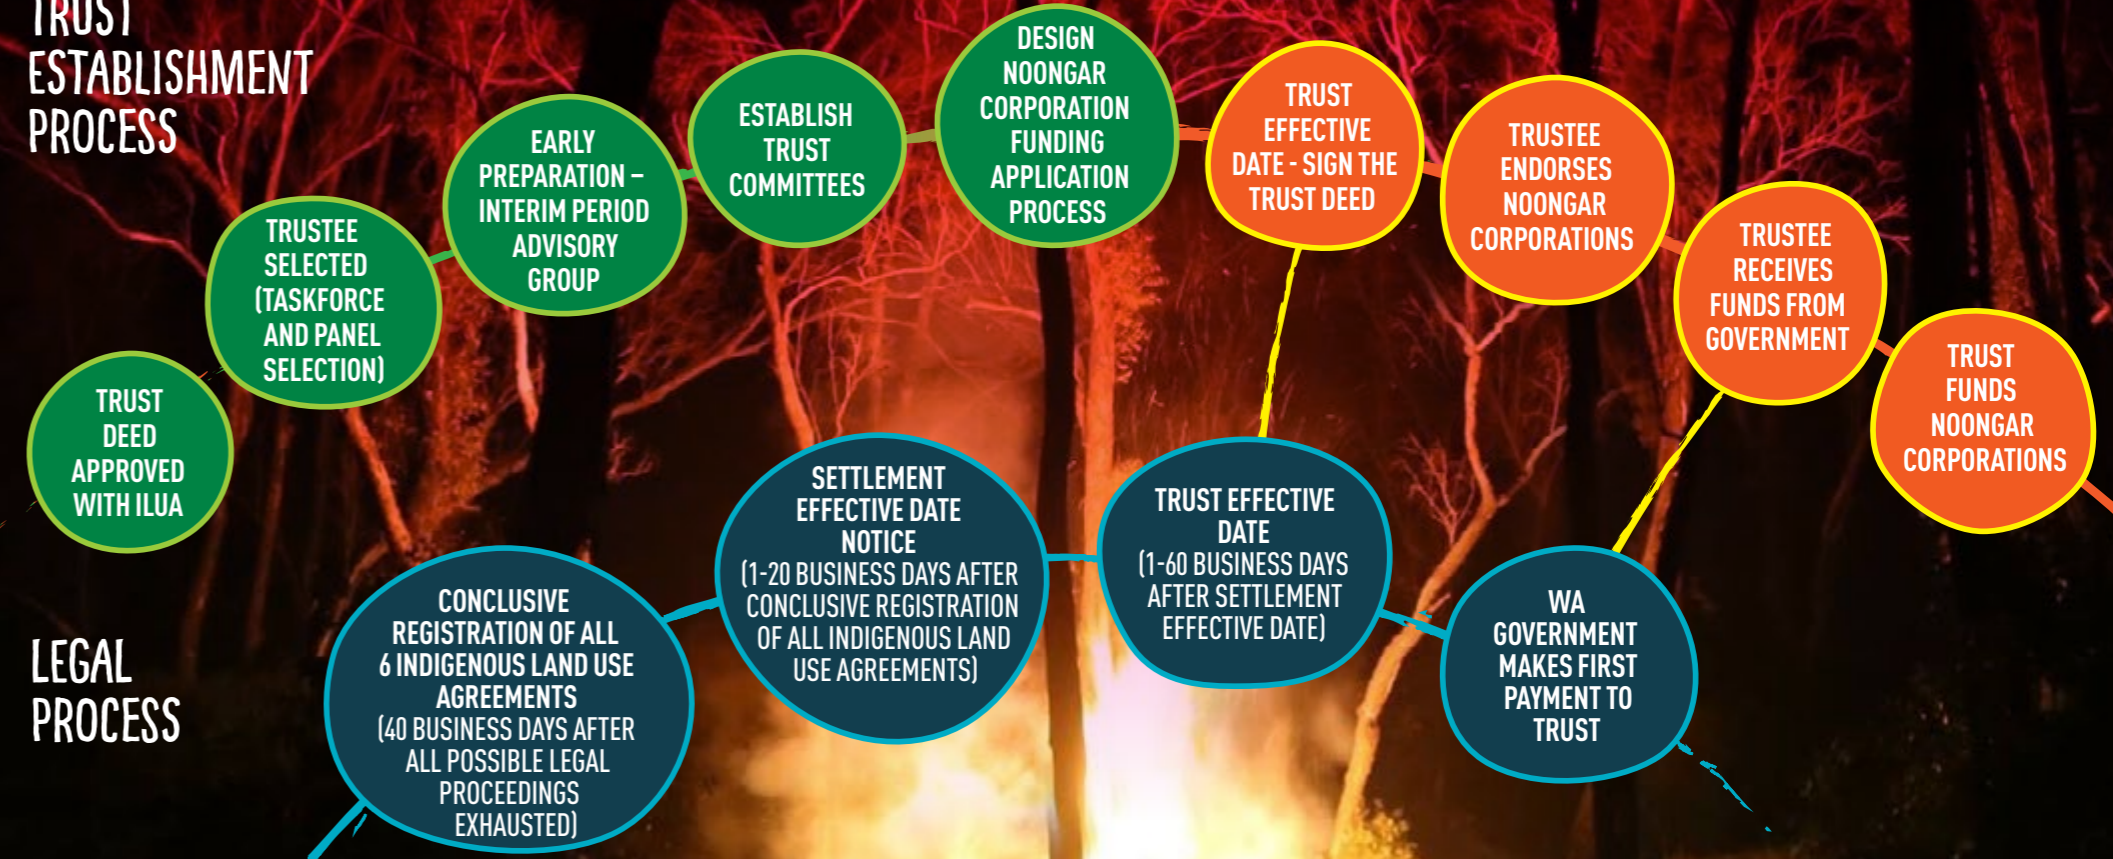 TRUST
ESTABLISHMENT
PROCESS
TRUST
DEED
APPROVED
WITH ILUA
TRUSTEE
SELECTED
(TASKFORCE
AND PANEL
SELECTION)
EARLY
PREPARATION –
INTERIM PERIOD
ADVISORY
GROUP
ESTABLISH
TRUST
COMMITTEES
DESIGN
NOONGAR
CORPORATION
FUNDING
APPLICATION
PROCESS
TRUST
EFFECTIVE
DATE - SIGN THE
TRUST DEED
TRUSTEE
ENDORSES
NOONGAR
CORPORATIONS
TRUSTEE
RECEIVES
FUNDS FROM
GOVERNMENT
TRUST
FUNDS
NOONGAR
CORPORATIONS
LEGAL
PROCESS
CONCLUSIVE
REGISTRATION OF ALL
6 INDIGENOUS LAND USE
AGREEMENTS
(40 BUSINESS DAYS AFTER
ALL POSSIBLE LEGAL
PROCEEDINGS
EXHAUSTED)
SETTLEMENT
EFFECTIVE DATE
NOTICE
(1-20 BUSINESS DAYS AFTER
CONCLUSIVE REGISTRATION
OF ALL INDIGENOUS LAND
USE AGREEMENTS)
TRUST EFFECTIVE
DATE
(1-60 BUSINESS DAYS
AFTER SETTLEMENT
EFFECTIVE DATE)
WA
GOVERNMENT
MAKES FIRST
PAYMENT TO
TRUST